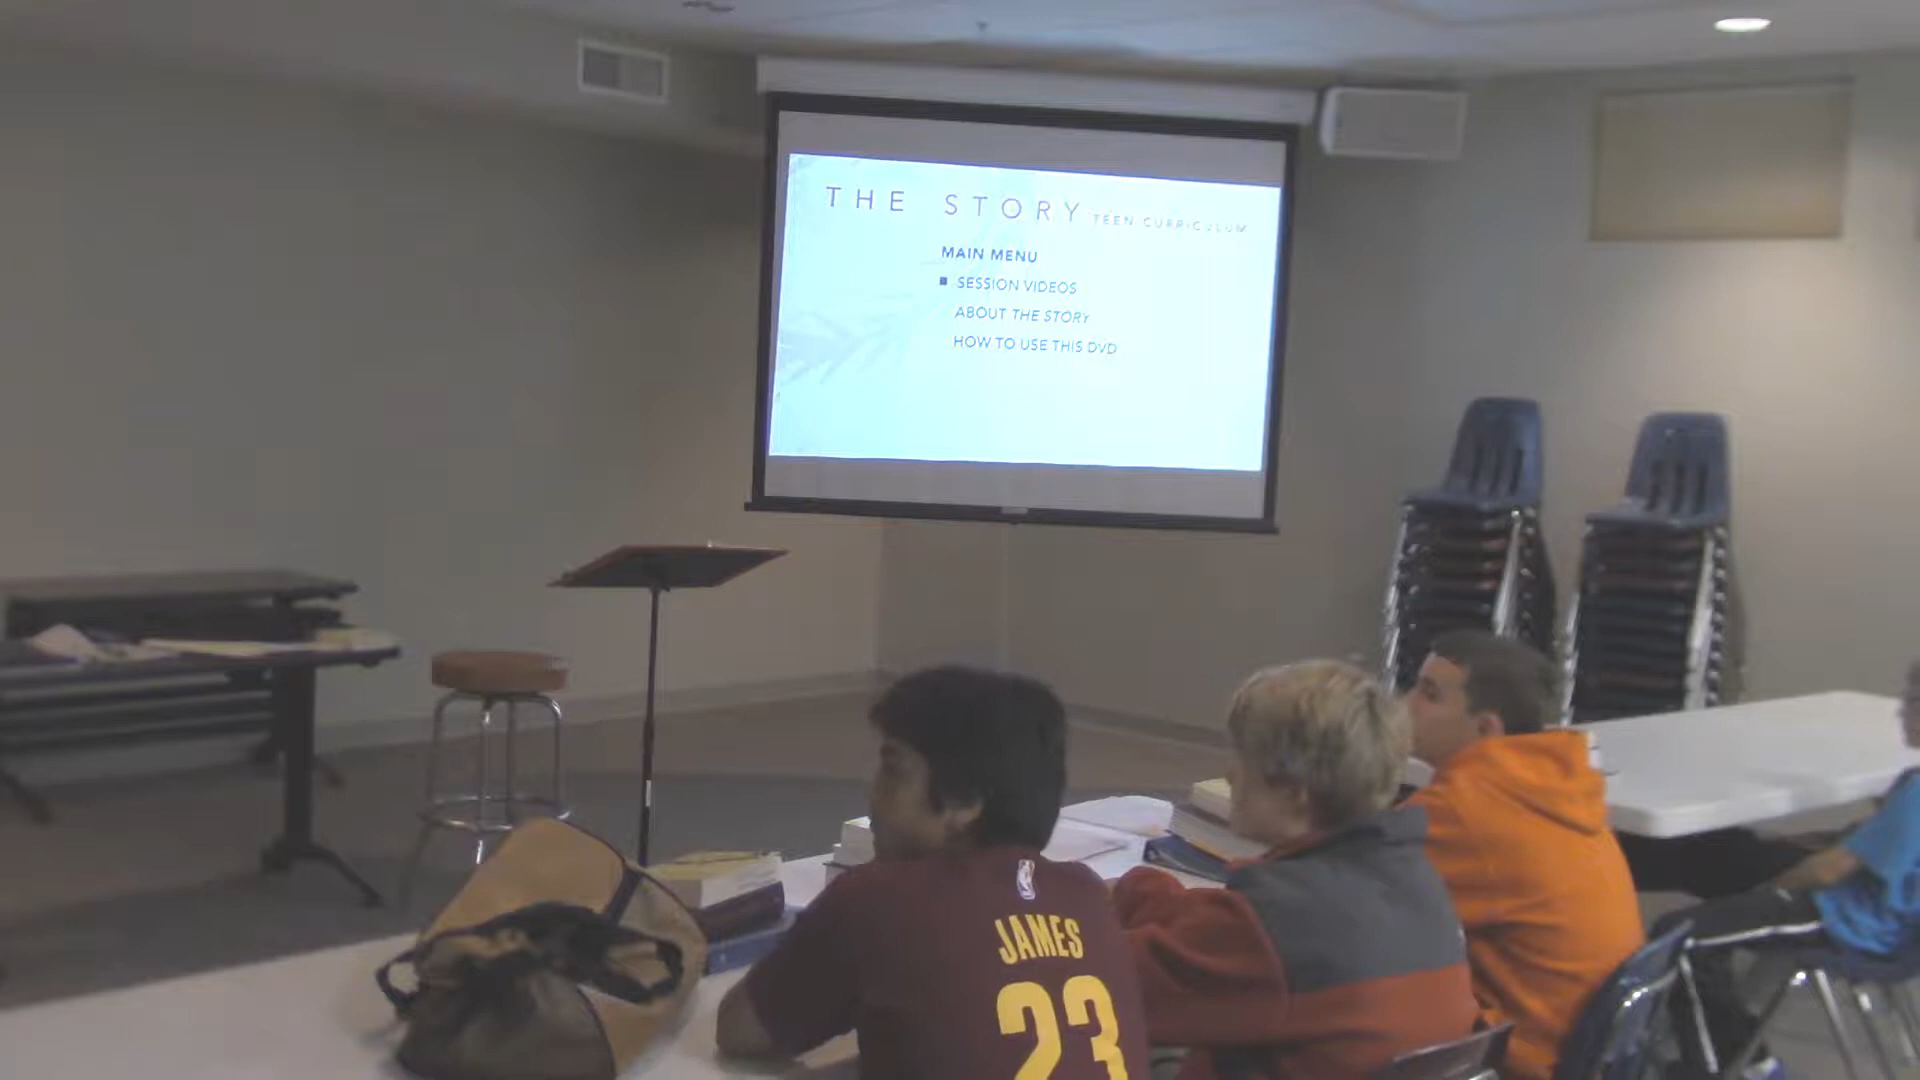 THE STORY TEEN CURRICULUM
MAIN MENU
SESSION VIDEOS
ABOUT THE STORY
HOW TO USE THIS DVD
JAMES
23